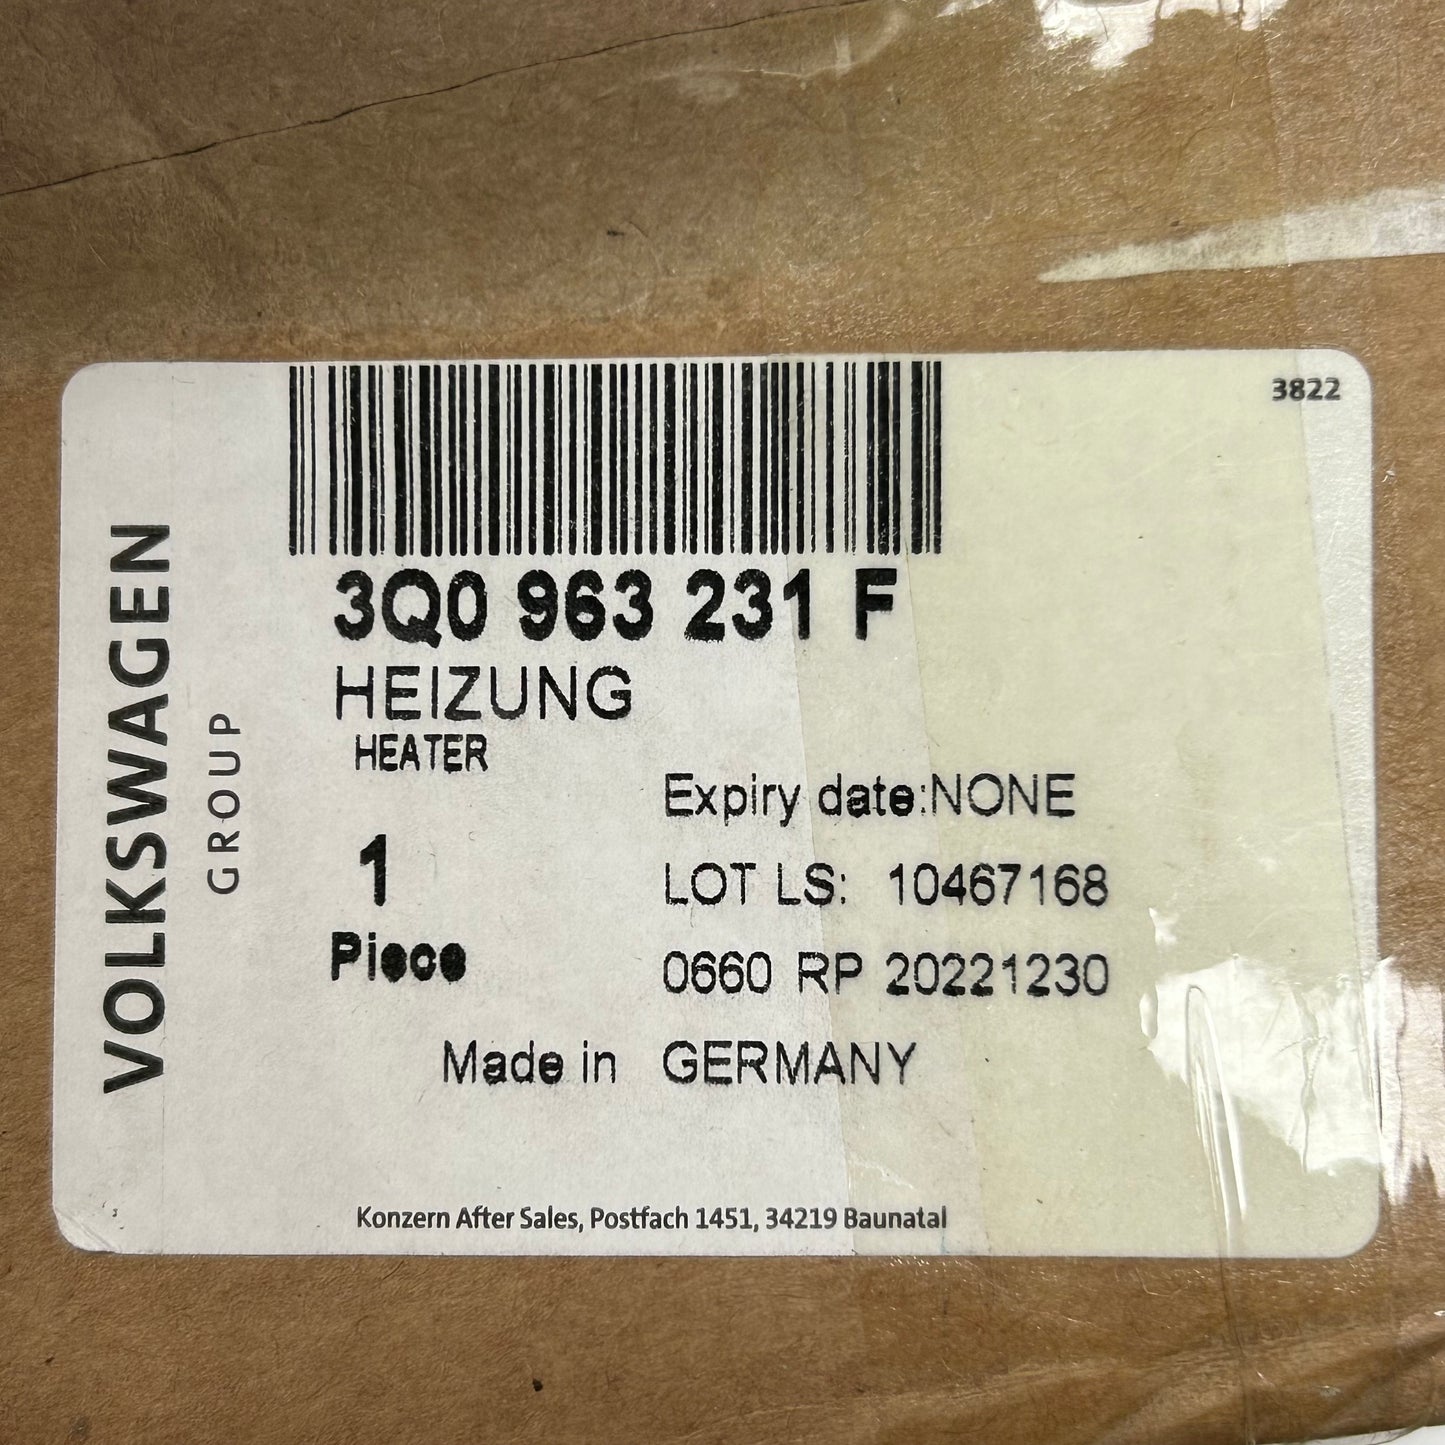 3822
VOLKSWAGEN
GROUP
3Q0 963 231 F
HEIZUNG
HEATER
Expiry date:NONE
1
LOT LS: 10467168
Piece
0660 RP 20221230
Made in GERMANY
Konzern After Sales, Postfach 1451, 34219 Baunatal